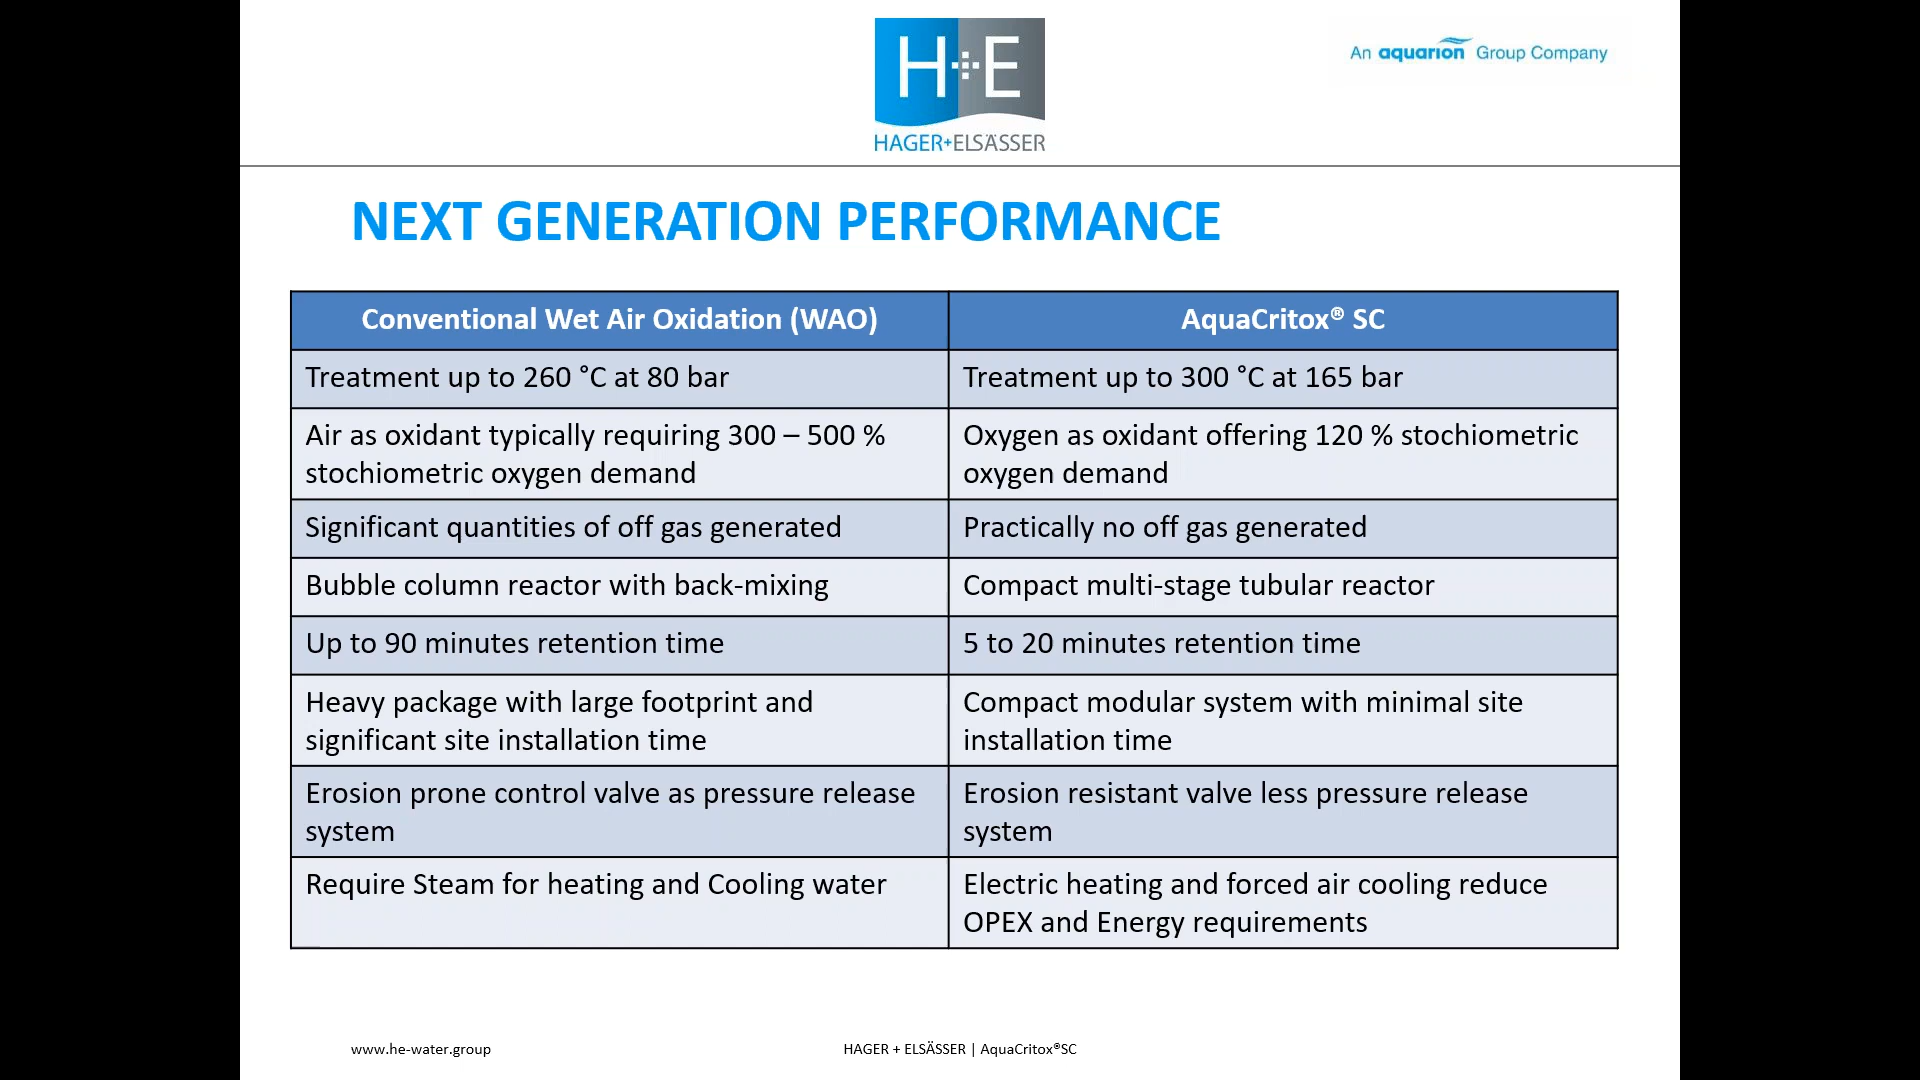 H+E
HAGER+ELSÄSSER
An aquarion Group Company
NEXT GENERATION PERFORMANCE
Conventional Wet Air Oxidation (WAO)
AquaCritox® SC
Treatment up to 260 °C at 80 bar
Treatment up to 300 °C at 165 bar
Air as oxidant typically requiring 300 – 500 %
stochiometric oxygen demand
Oxygen as oxidant offering 120 % stochiometric
oxygen demand
Significant quantities of off gas generated
Practically no off gas generated
Bubble column reactor with back-mixing
Compact multi-stage tubular reactor
Up to 90 minutes retention time
5 to 20 minutes retention time
Heavy package with large footprint and
significant site installation time
Compact modular system with minimal site
installation time
Erosion prone control valve as pressure release
system
Erosion resistant valve less pressure release
system
Require Steam for heating and Cooling water
Electric heating and forced air cooling reduce
OPEX and Energy requirements
www.he-water.group
HAGER + ELSÄSSER | AquaCritox®SC